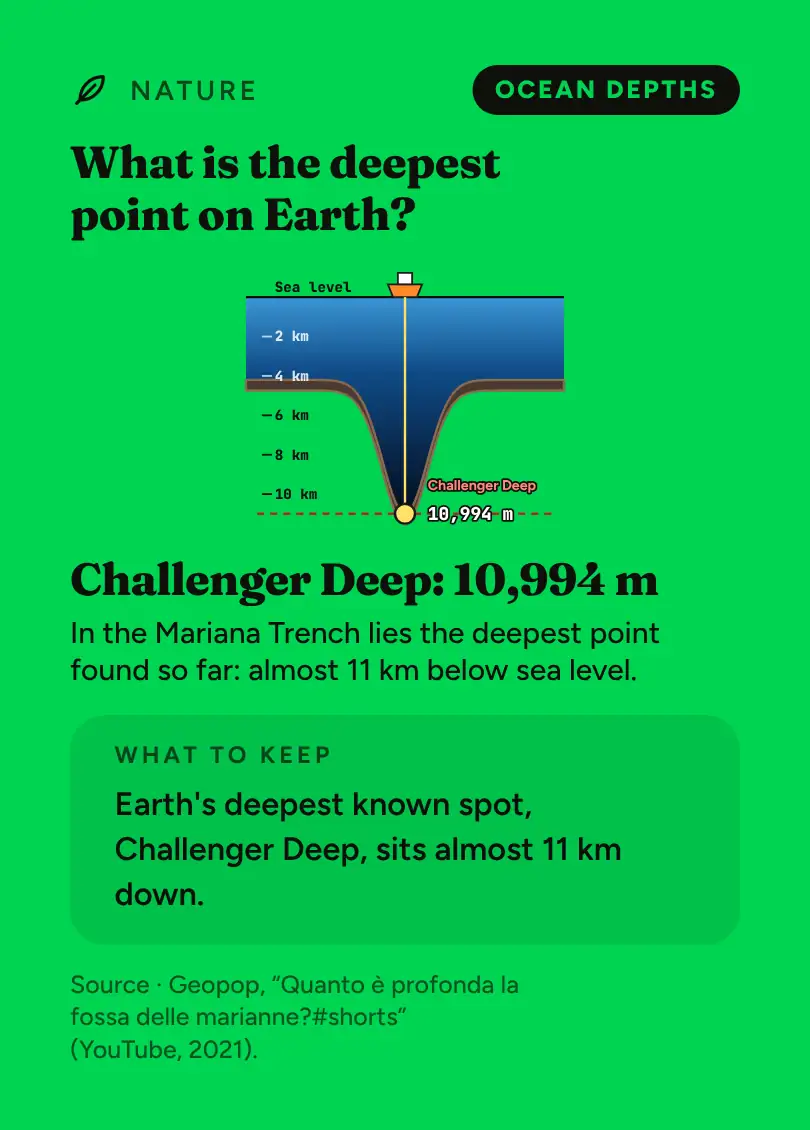 NATURE
OCEAN DEPTHS
What is the deepest
point on Earth?
Sea level
2 km
4 km
6 km
8 km
10 km
Challenger Deep
10,994 m
Challenger Deep: 10,994 m
In the Mariana Trench lies the deepest point
found so far: almost 11 km below sea level.
WHAT TO KEEP
Earth's deepest known spot,
Challenger Deep, sits almost 11 km
down.
Source · Geopop, “Quanto è profonda la
fossa delle marianne?#shorts”
(YouTube, 2021).